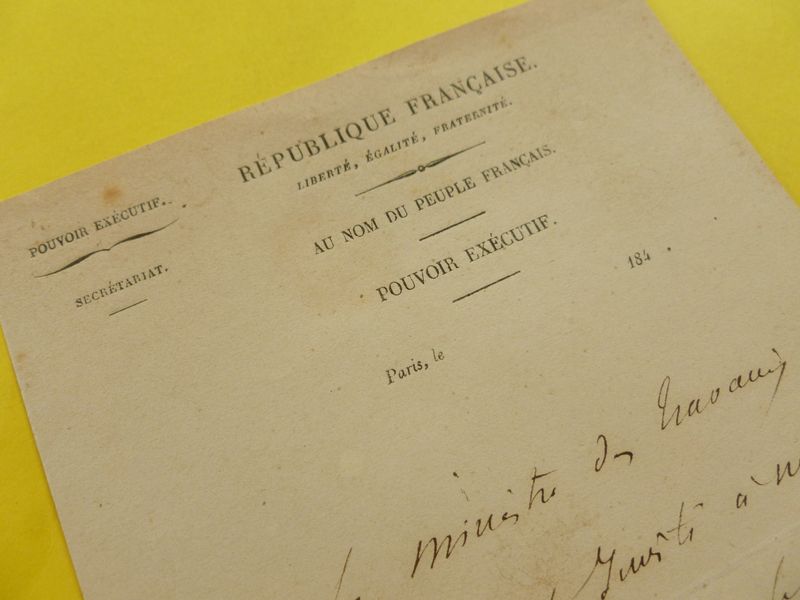 RÉPUBLIQUE FRANÇAISE.
LIBERTÉ, ÉGALITÉ, FRATERNITÉ.
AU NOM DU PEUPLE FRANÇAIS.
POUVOIR EXÉCUTIF.
POUVOIR EXÉCUTIF.
SECRÉTARIAT.
Paris, le 184 .
ministre des travaux
invité à